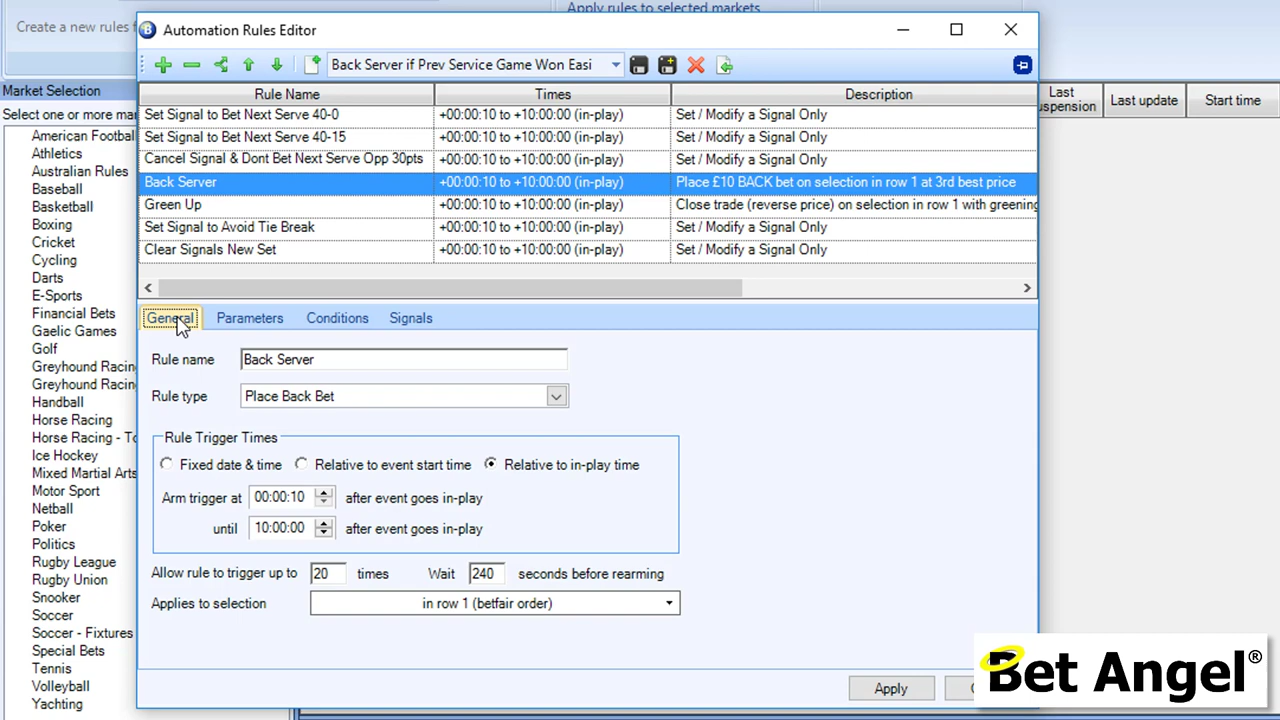 Apply rules to selected markets
Create a new rules f
Automation Rules Editor
Back Server if Prev Service Game Won Easi
Market Selection
Select one or more mar
American Footbal
Athletics
Australian Rules
Baseball
Basketball
Boxing
Cricket
Cycling
Darts
E-Sports
Financial Bets
Gaelic Games
Golf
Greyhound Racing
Greyhound Racin
Handball
Horse Racing
Horse Racing - To
Ice Hockey
Mixed Martial Arts
Motor Sport
Netball
Poker
Politics
Rugby League
Rugby Union
Snooker
Soccer
Soccer - Fixtures
Special Bets
Tennis
Volleyball
Yachting
Rule Name Times Description
Set Signal to Bet Next Serve 40-0 +00:00:10 to +10:00:00 (in-play) Set / Modify a Signal Only
Set Signal to Bet Next Serve 40-15 +00:00:10 to +10:00:00 (in-play) Set / Modify a Signal Only
Cancel Signal & Dont Bet Next Serve Opp 30pts +00:00:10 to +10:00:00 (in-play) Set / Modify a Signal Only
Back Server +00:00:10 to +10:00:00 (in-play) Place £10 BACK bet on selection in row 1 at 3rd best price
Green Up +00:00:10 to +10:00:00 (in-play) Close trade (reverse price) on selection in row 1 with greening
Set Signal to Avoid Tie Break +00:00:10 to +10:00:00 (in-play) Set / Modify a Signal Only
Clear Signals New Set +00:00:10 to +10:00:00 (in-play) Set / Modify a Signal Only
General Parameters Conditions Signals
Rule name Back Server
Rule type Place Back Bet
Rule Trigger Times
Fixed date & time Relative to event start time Relative to in-play time
Arm trigger at 00:00:10 after event goes in-play
until 10:00:00 after event goes in-play
Allow rule to trigger up to 20 times Wait 240 seconds before rearming
Applies to selection in row 1 (betfair order)
Apply
Last
uspension
Last update
Start time
Bet Angel®